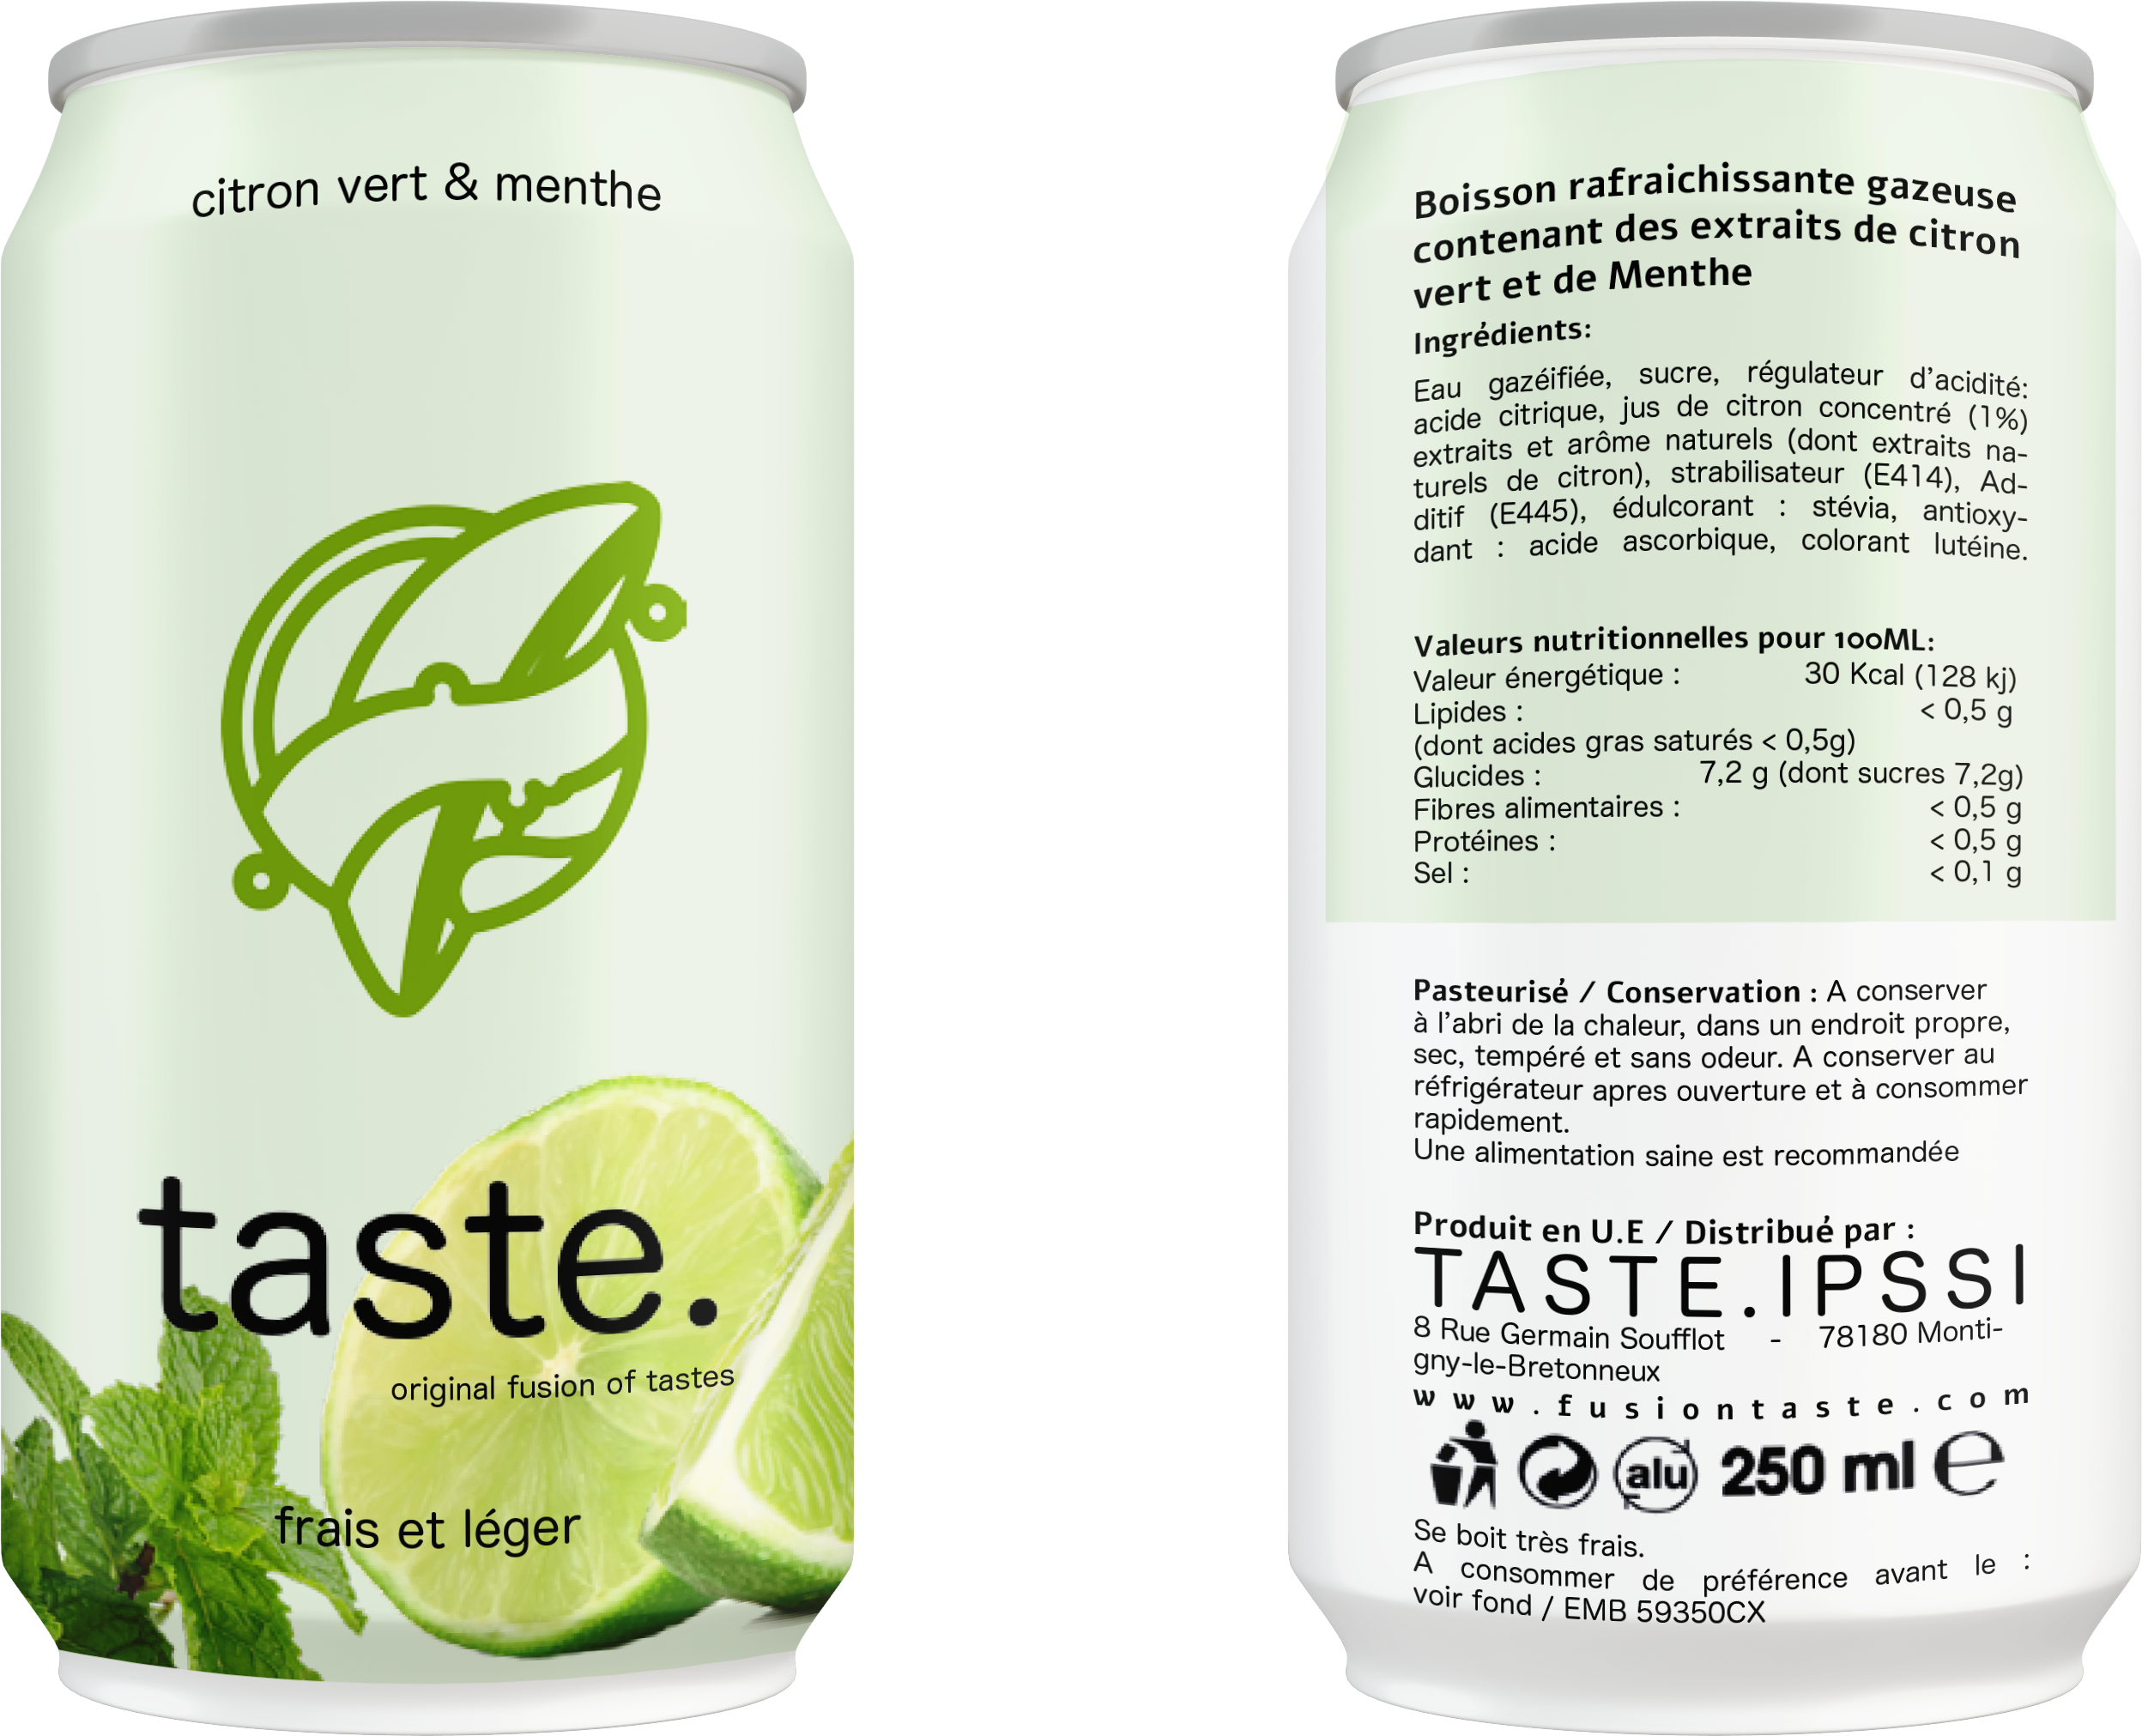 citron vert & menthe
taste.
original fusion of tastes
frais et léger
Boisson rafraichissante gazeuse
contenant des extraits de citron
vert et de Menthe
Ingrédients:
Eau gazéifiée, sucre, régulateur d'acidité:
acide citrique, jus de citron concentré (1%)
extraits et arôme naturels (dont extraits na-
turels de citron), strabilisateur (E414), Ad-
ditif (E445), édulcorant : stévia, antioxy-
dant : acide ascorbique, colorant lutéine.
Valeurs nutritionnelles pour 100ML:
Valeur énergétique : 30 Kcal (128 kj)
Lipides : < 0,5 g
(dont acides gras saturés < 0,5g)
Glucides : 7,2 g (dont sucres 7,2g)
Fibres alimentaires : < 0,5 g
Protéines : < 0,5 g
Sel : < 0,1 g
Pasteurisé / Conservation : A conserver
à l'abri de la chaleur, dans un endroit propre,
sec, tempéré et sans odeur. A conserver au
réfrigérateur apres ouverture et à consommer
rapidement.
Une alimentation saine est recommandée
Produit en U.E / Distribué par :
TASTE.IPSSI
8 Rue Germain Soufflot - 78180 Monti-
gny-le-Bretonneux
www.fusiontaste.com
alu 250 ml ℮
Se boit très frais.
A consommer de préférence avant le :
voir fond / EMB 59350CX